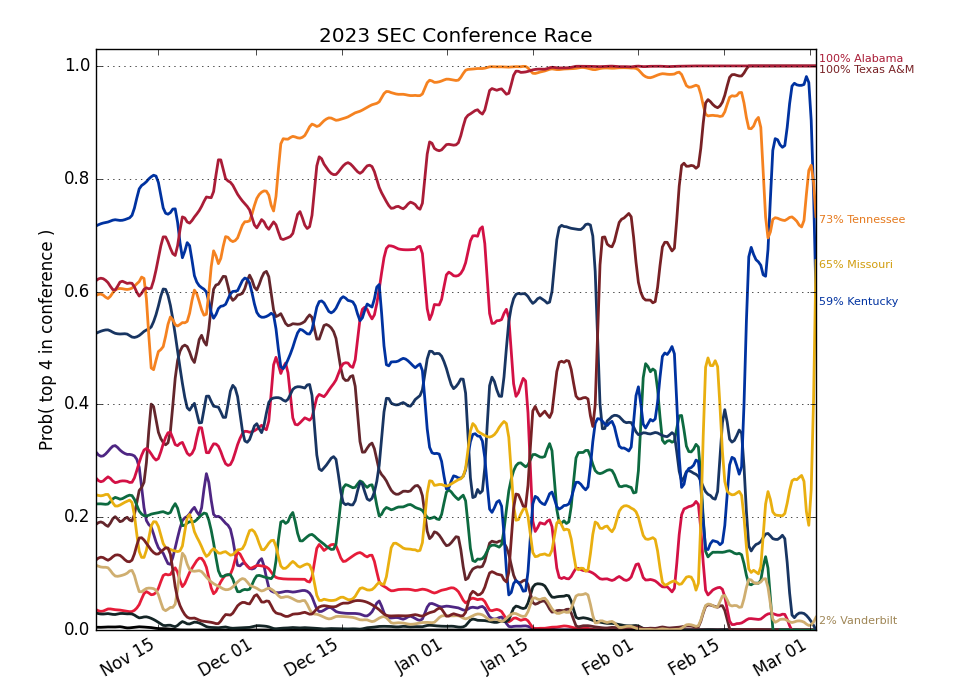 2023 SEC Conference Race
Prob( top 4 in conference )
1.0
0.8
0.6
0.4
0.2
0.0
100% Alabama
100% Texas A&M
73% Tennessee
65% Missouri
59% Kentucky
2% Vanderbilt
Nov 15
Dec 01
Dec 15
Jan 01
Jan 15
Feb 01
Feb 15
Mar 01